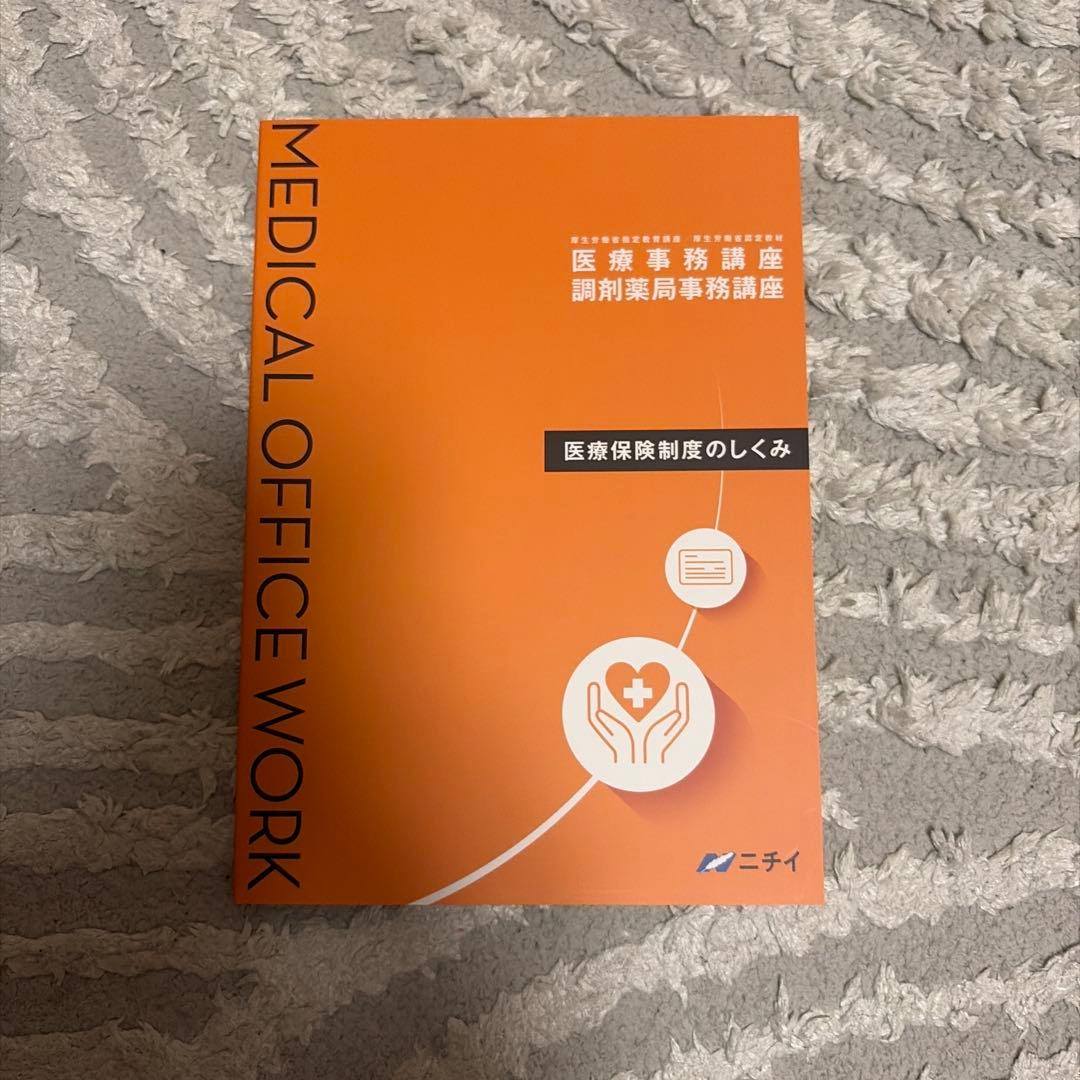 MEDICAL OFFICE WORK
厚生労働省指定教育講座 厚生労働省認定教材
医療事務講座
調剤薬局事務講座
医療保険制度のしくみ
ニチイ